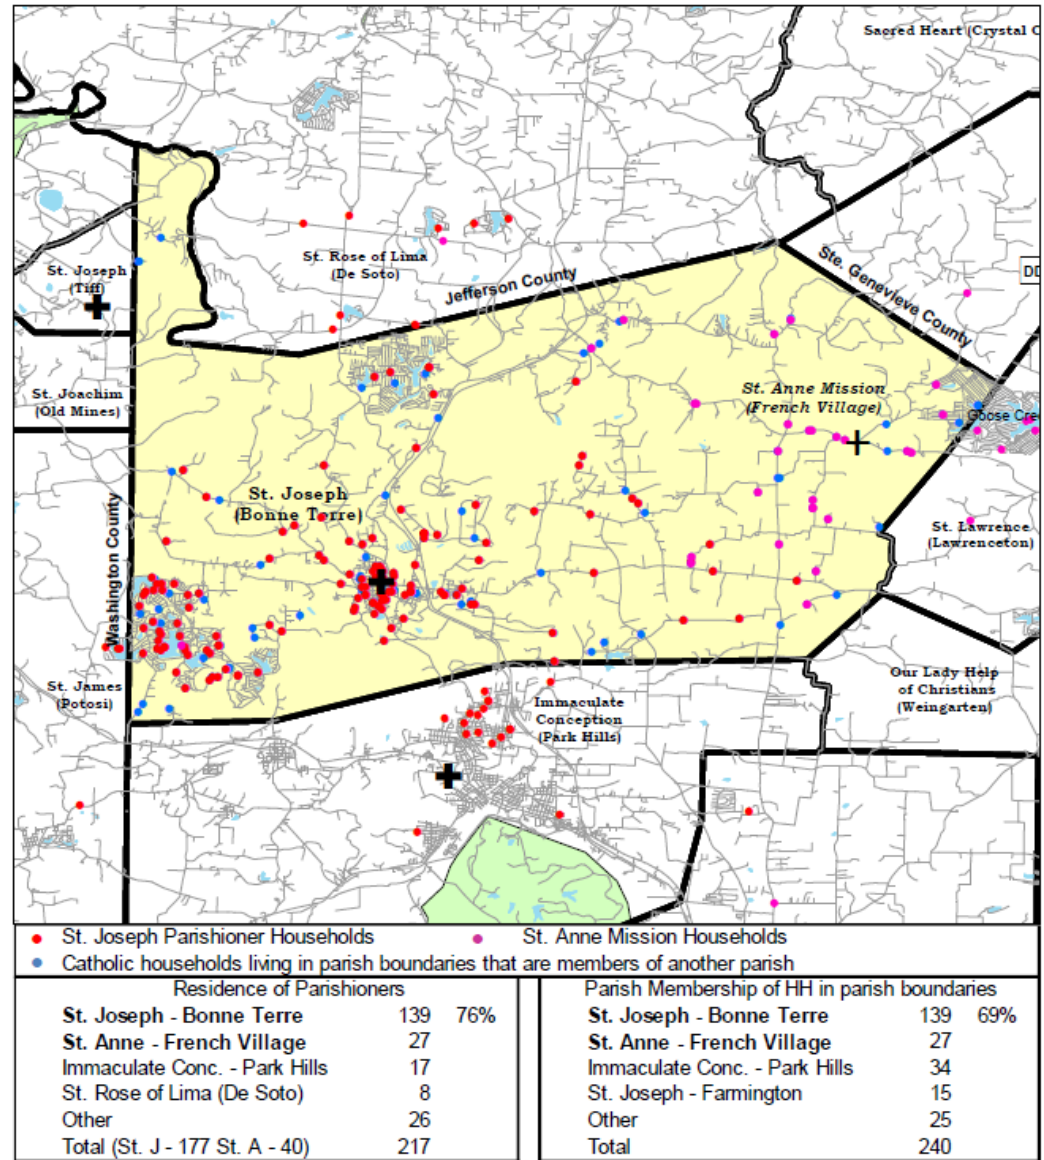 Sacred Heart (Crystal C
St. Rose of Lima
(De Soto)
Jefferson County
Ste. Genevieve County
DD
St. Joseph
(Tiff)
St. Joachim
(Old Mines)
St. Anne Mission
(French Village)
Goose Cree
St. Joseph
(Bonne Terre)
Washington County
St. Lawrence
(Lawrenceton)
St. James
(Potosi)
Immaculate
Conception
(Park Hills)
Our Lady Help
of Christians
(Weingarten)
St. Joseph Parishioner Households St. Anne Mission Households
Catholic households living in parish boundaries that are members of another parish
Residence of Parishioners
St. Joseph - Bonne Terre 139 76%
St. Anne - French Village 27
Immaculate Conc. - Park Hills 17
St. Rose of Lima (De Soto) 8
Other 26
Total (St. J - 177 St. A - 40) 217
Parish Membership of HH in parish boundaries
St. Joseph - Bonne Terre 139 69%
St. Anne - French Village 27
Immaculate Conc. - Park Hills 34
St. Joseph - Farmington 15
Other 25
Total 240